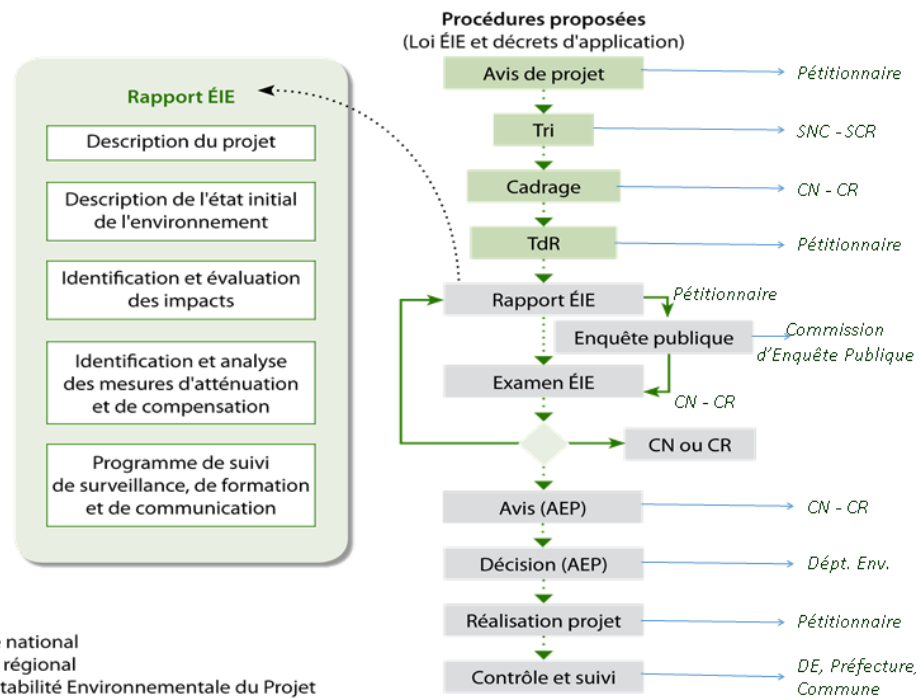 Procédures proposées
(Loi ÉIE et décrets d'application)
Rapport ÉIE
Description du projet
Description de l'état initial
de l'environnement
Identification et évaluation
des impacts
Identification et analyse
des mesures d'atténuation
et de compensation
Programme de suivi
de surveillance, de formation
et de communication
Avis de projet
Pétitionnaire
Tri
SNC - SCR
Cadrage
CN - CR
TdR
Pétitionnaire
Rapport ÉIE
Pétitionnaire
Enquête publique
Commission
d'Enquête Publique
Examen ÉIE
CN - CR
CN ou CR
Avis (AEP)
CN - CR
Décision (AEP)
Dépt. Env.
Réalisation projet
Pétitionnaire
Contrôle et suivi
DE, Préfecture,
Commune
national
régional
Environnementale du Projet